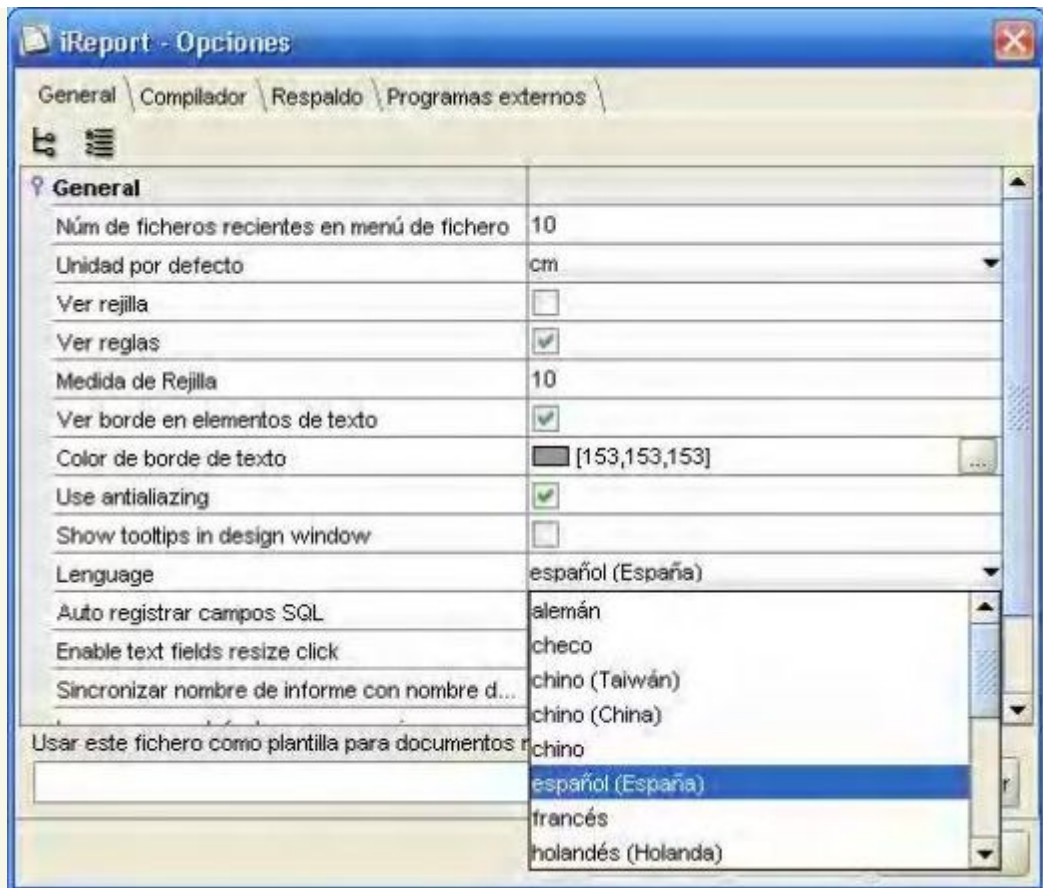 iReport - Opciones
General Compilador Respaldo Programas externos
General
Núm de ficheros recientes en menú de fichero 10
Unidad por defecto cm
Ver rejilla
Ver reglas
Medida de Rejilla 10
Ver borde en elementos de texto
Color de borde de texto [153,153,153] ...
Use antialiazing
Show tooltips in design window
Lenguage español (España)
Auto registrar campos SQL alemán
Enable text fields resize click checo
Sincronizar nombre de informe con nombre d... chino (Taiwán)
chino (China)
Usar este fichero como plantilla para documentos chino
español (España)
francés
holandés (Holanda)